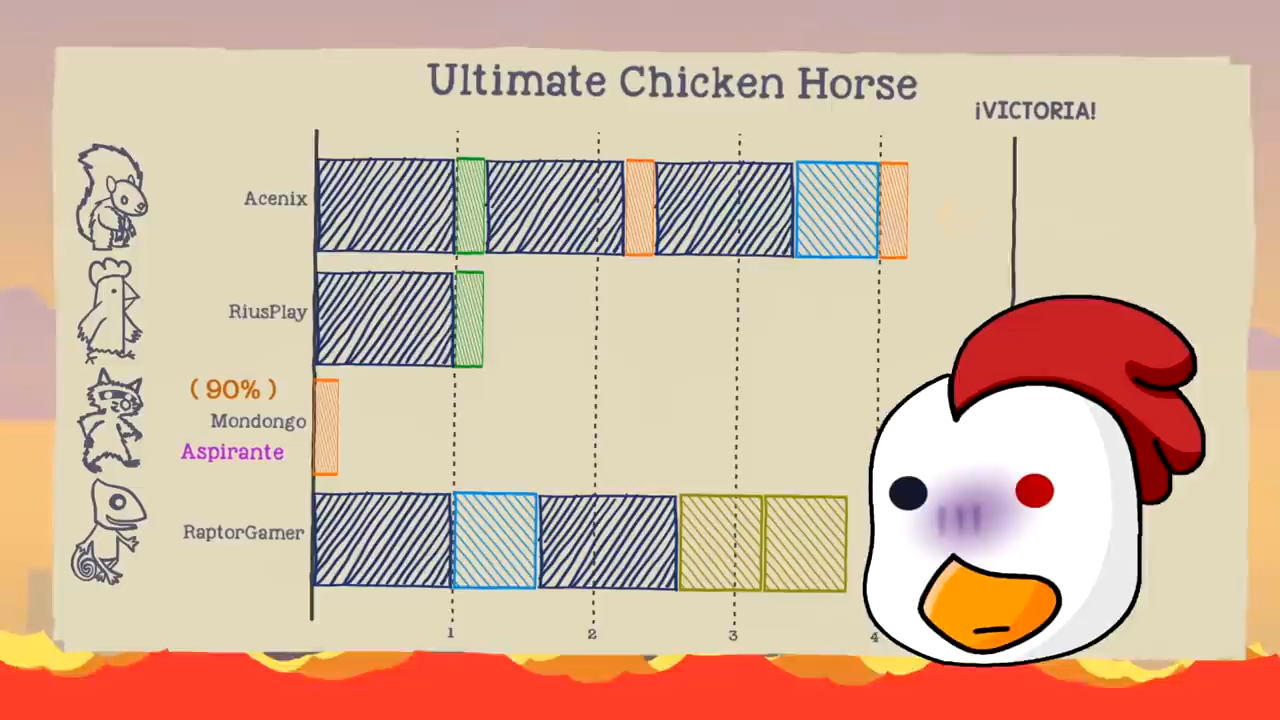 Ultimate Chicken Horse
¡VICTORIA!
Acenix
RiusPlay
( 90% )
Mondongo
Aspirante
RaptorGamer
1 2 3 4